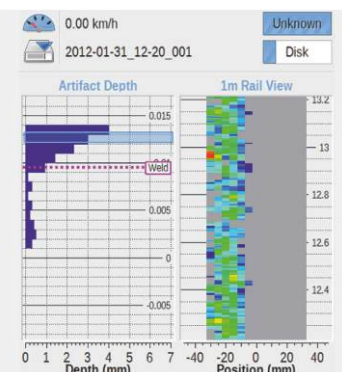 0.00 km/h
Unknown
2012-01-31_12-20_001
Disk
Artifact Depth
1m Rail View
0.015
0.01
Weld
0.005
0
-0.005
0 1 2 3 4 5 6 7
Depth (mm)
13.2
13
12.8
12.6
12.4
-40 -20 0 20 40
Position (mm)